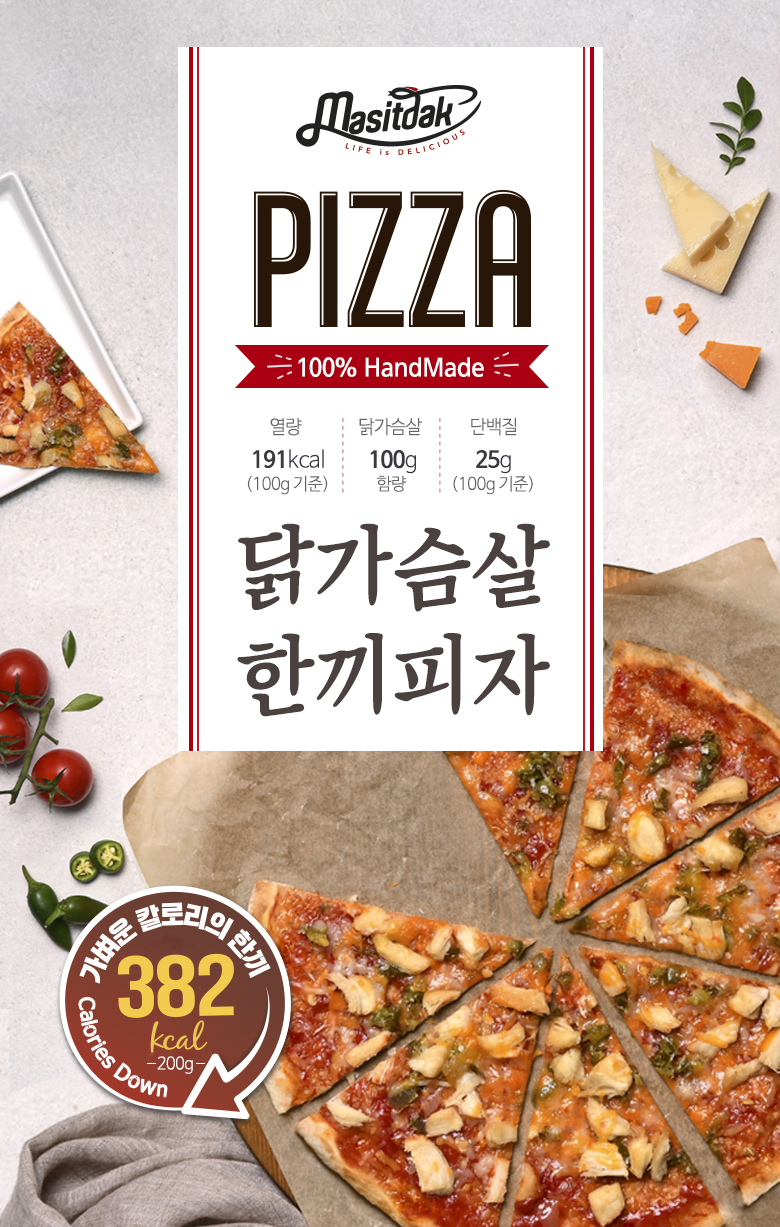 Masitdak
LIFE is DELICIOUS
PIZZA
100% HandMade
열량
191kcal
(100g 기준)
닭가슴살
100g
함량
단백질
25g
(100g 기준)
닭가슴살
한끼피자
가벼운 칼로리의 한끼
382
kcal
200g
Calories Down